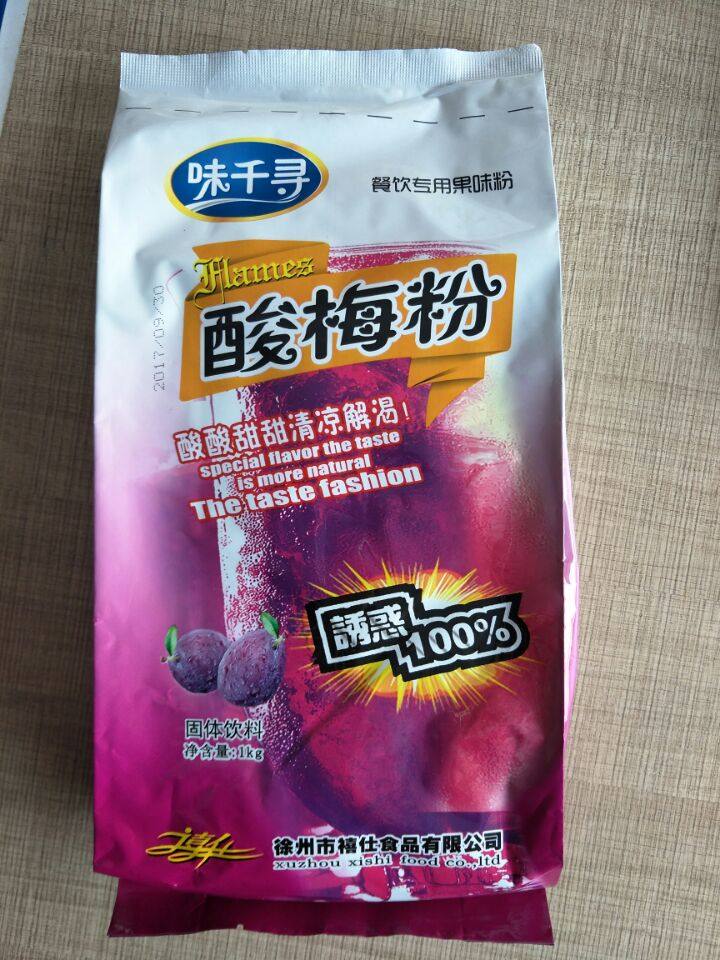 味千寻
餐饮专用果味粉
Flames
酸梅粉
2017/09/30
酸酸甜甜清凉解渴!
special flavor the taste
is more natural
The taste fashion
誘惑100%
固体饮料
净含量:1kg
徐州市禧仕食品有限公司
xuzhou xishi food co.,ltd